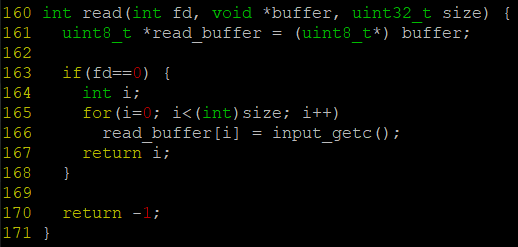 160 int read(int fd, void *buffer, uint32_t size) {
161   uint8_t *read_buffer = (uint8_t*) buffer;
162
163   if(fd==0) {
164     int i;
165     for(i=0; i<(int)size; i++)
166       read_buffer[i] = input_getc();
167     return i;
168   }
169
170   return -1;
171 }